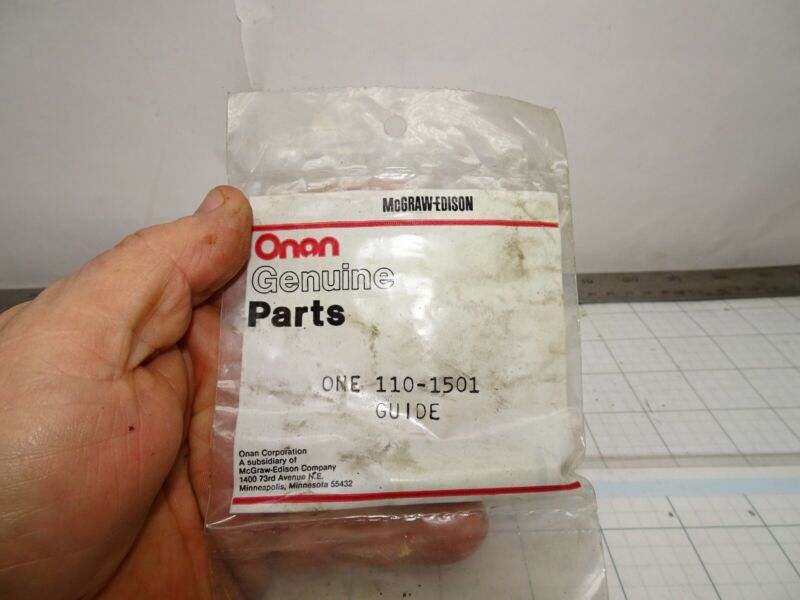 McGRAW-EDISON
Onan
Genuine
Parts
ONE 110-1501
GUIDE
Onan Corporation
A subsidiary of
McGraw-Edison Company
1400 73rd Avenue N.E.
Minneapolis, Minnesota 55432